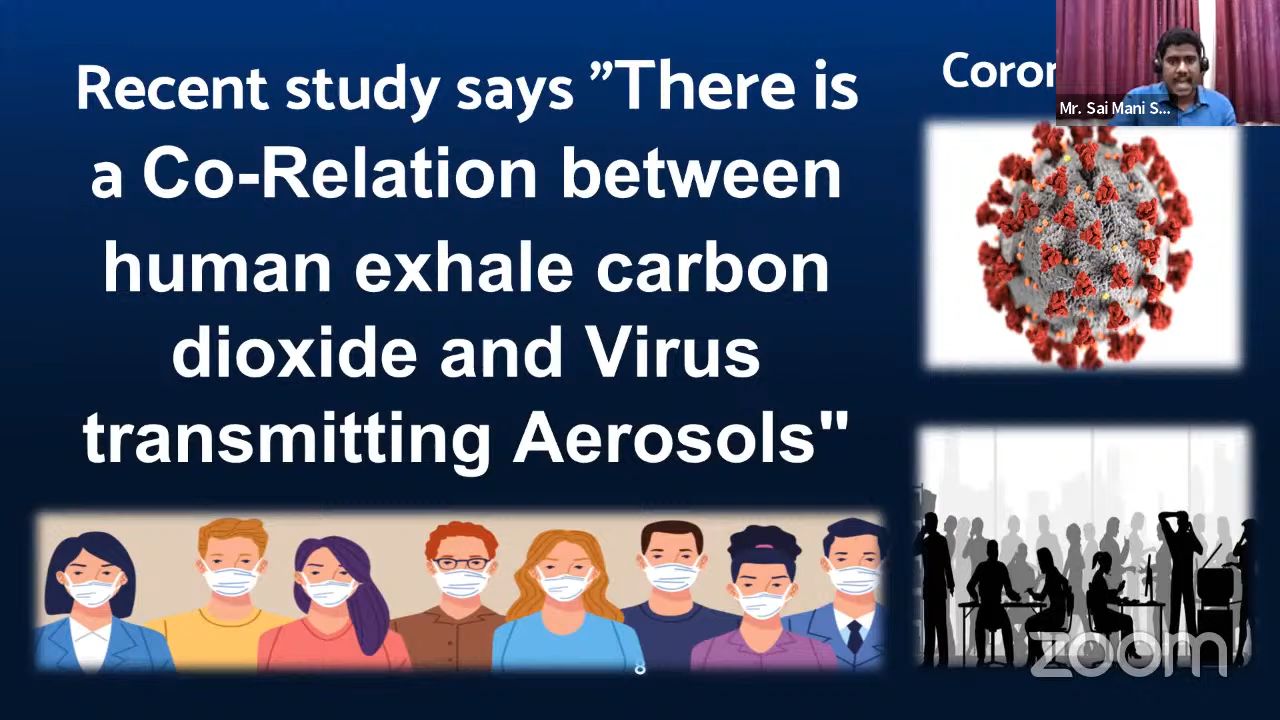 Recent study says ”There is
a Co-Relation between
human exhale carbon
dioxide and Virus
transmitting Aerosols"
8
Mr. Sai Mani S...
zoom